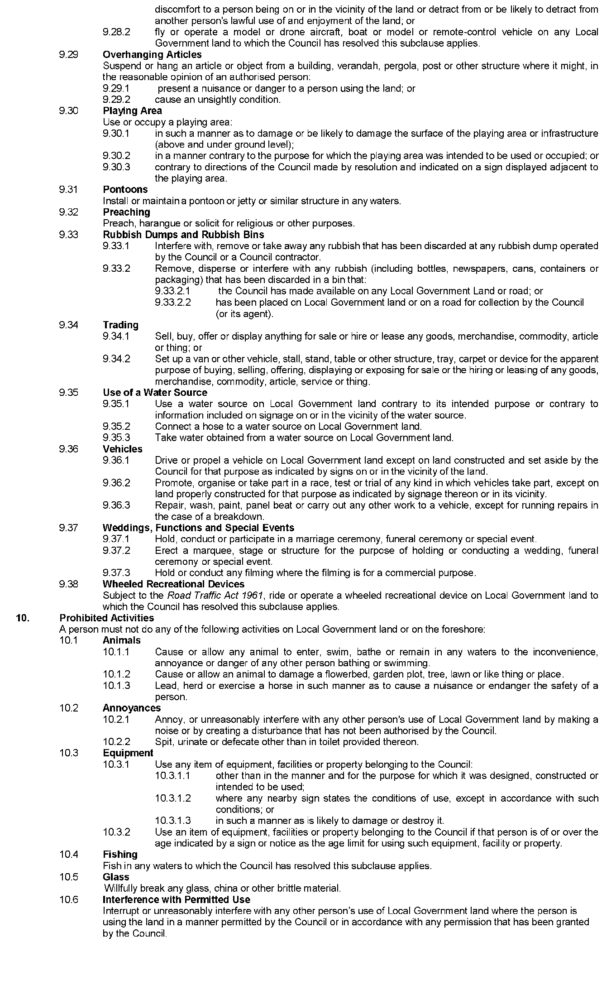 discomfort to a person being on or in the vicinity of the land or detract from or be likely to detract from
another person's lawful use of and enjoyment of the land; or
9.28.2 fly or operate a model or drone aircraft, boat or model or remote-control vehicle on any Local
Government land to which the Council has resolved this subclause applies.
9.29 Overhanging Articles
Suspend or hang an article or object from a building, verandah, pergola, post or other structure where it might, in
the reasonable opinion of an authorised person:
9.29.1 present a nuisance or danger to a person using the land; or
9.29.2 cause an unsightly condition.
9.30 Playing Area
Use or occupy a playing area:
9.30.1 in such a manner as to damage or be likely to damage the surface of the playing area or infrastructure
(above and under ground level);
9.30.2 in a manner contrary to the purpose for which the playing area was intended to be used or occupied; or
9.30.3 contrary to directions of the Council made by resolution and indicated on a sign displayed adjacent to
the playing area.
9.31 Pontoons
Install or maintain a pontoon or jetty or similar structure in any waters.
9.32 Preaching
Preach, harangue or solicit for religious or other purposes.
9.33 Rubbish Dumps and Rubbish Bins
9.33.1 Interfere with, remove or take away any rubbish that has been discarded at any rubbish dump operated
by the Council or a Council contractor.
9.33.2 Remove, disperse or interfere with any rubbish (including bottles, newspapers, cans, containers or
packaging) that has been discarded in a bin that:
9.33.2.1 the Council has made available on any Local Government Land or road; or
9.33.2.2 has been placed on Local Government land or on a road for collection by the Council
(or its agent).
9.34 Trading
9.34.1 Sell, buy, offer or display anything for sale or hire or lease any goods, merchandise, commodity, article
or thing; or
9.34.2 Set up a van or other vehicle, stall, stand, table or other structure, tray, carpet or device for the apparent
purpose of buying, selling, offering, displaying or exposing for sale or the hiring or leasing of any goods,
merchandise, commodity, article, service or thing.
9.35 Use of a Water Source
9.35.1 Use a water source on Local Government land contrary to its intended purpose or contrary to
information included on signage on or in the vicinity of the water source.
9.35.2 Connect a hose to a water source on Local Government land.
9.35.3 Take water obtained from a water source on Local Government land.
9.36 Vehicles
9.36.1 Drive or propel a vehicle on Local Government land except on land constructed and set aside by the
Council for that purpose as indicated by signs on or in the vicinity of the land.
9.36.2 Promote, organise or take part in a race, test or trial of any kind in which vehicles take part, except on
land properly constructed for that purpose as indicated by signage thereon or in its vicinity.
9.36.3 Repair, wash, paint, panel beat or carry out any other work to a vehicle, except for running repairs in
the case of a breakdown.
9.37 Weddings, Functions and Special Events
9.37.1 Hold, conduct or participate in a marriage ceremony, funeral ceremony or special event.
9.37.2 Erect a marquee, stage or structure for the purpose of holding or conducting a wedding, funeral
ceremony or special event.
9.37.3 Hold or conduct any filming where the filming is for a commercial purpose.
9.38 Wheeled Recreational Devices
Subject to the Road Traffic Act 1961, ride or operate a wheeled recreational device on Local Government land to
which the Council has resolved this subclause applies.
10. Prohibited Activities
A person must not do any of the following activities on Local Government land or on the foreshore:
10.1 Animals
10.1.1 Cause or allow any animal to enter, swim, bathe or remain in any waters to the inconvenience,
annoyance or danger of any other person bathing or swimming.
10.1.2 Cause or allow an animal to damage a flowerbed, garden plot, tree, lawn or like thing or place.
10.1.3 Lead, herd or exercise a horse in such manner as to cause a nuisance or endanger the safety of a
person.
10.2 Annoyances
10.2.1 Annoy, or unreasonably interfere with any other person's use of Local Government land by making a
noise or by creating a disturbance that has not been authorised by the Council.
10.2.2 Spit, urinate or defecate other than in toilet provided thereon.
10.3 Equipment
10.3.1 Use any item of equipment, facilities or property belonging to the Council:
10.3.1.1 other than in the manner and for the purpose for which it was designed, constructed or
intended to be used;
10.3.1.2 where any nearby sign states the conditions of use, except in accordance with such
conditions; or
10.3.1.3 in such a manner as is likely to damage or destroy it.
10.3.2 Use an item of equipment, facilities or property belonging to the Council if that person is of or over the
age indicated by a sign or notice as the age limit for using such equipment, facility or property.
10.4 Fishing
Fish in any waters to which the Council has resolved this subclause applies.
10.5 Glass
Willfully break any glass, china or other brittle material.
10.6 Interference with Permitted Use
Interrupt or unreasonably interfere with any other person's use of Local Government land where the person is
using the land in a manner permitted by the Council or in accordance with any permission that has been granted
by the Council.